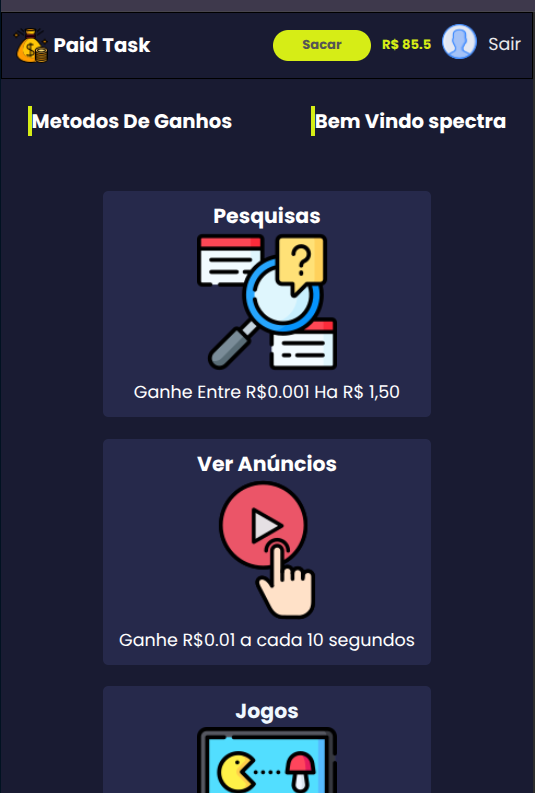 Paid Task
Sacar
R$ 85.5
Sair
Metodos De Ganhos
Bem Vindo spectra
Pesquisas
?
Ganhe Entre R$0.001 Ha R$ 1,50
Ver Anúncios
Ganhe R$0.01 a cada 10 segundos
Jogos